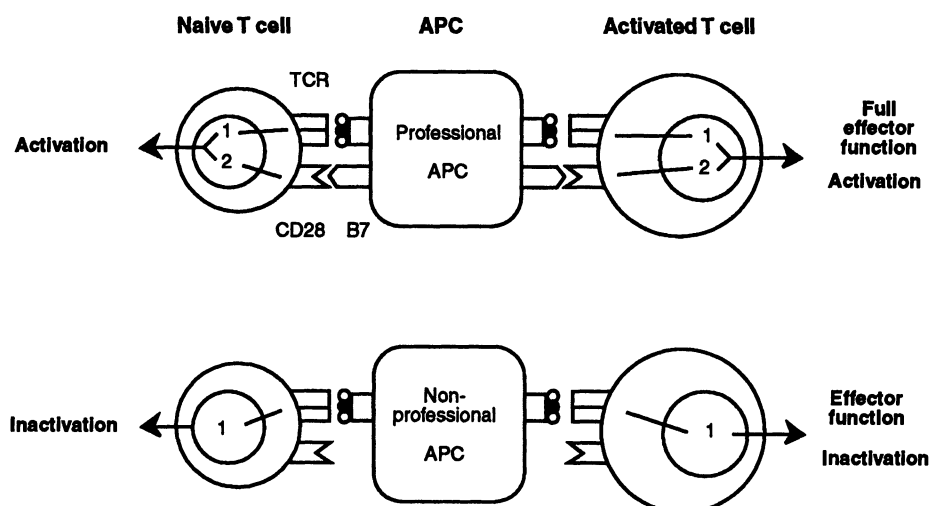 Naive T cell
APC
Activated T cell
TCR
Activation
1
2
Professional
APC
1
2
Full
effector
function
Activation
CD28
B7
Inactivation
1
Non-
professional
APC
1
Effector
function
Inactivation